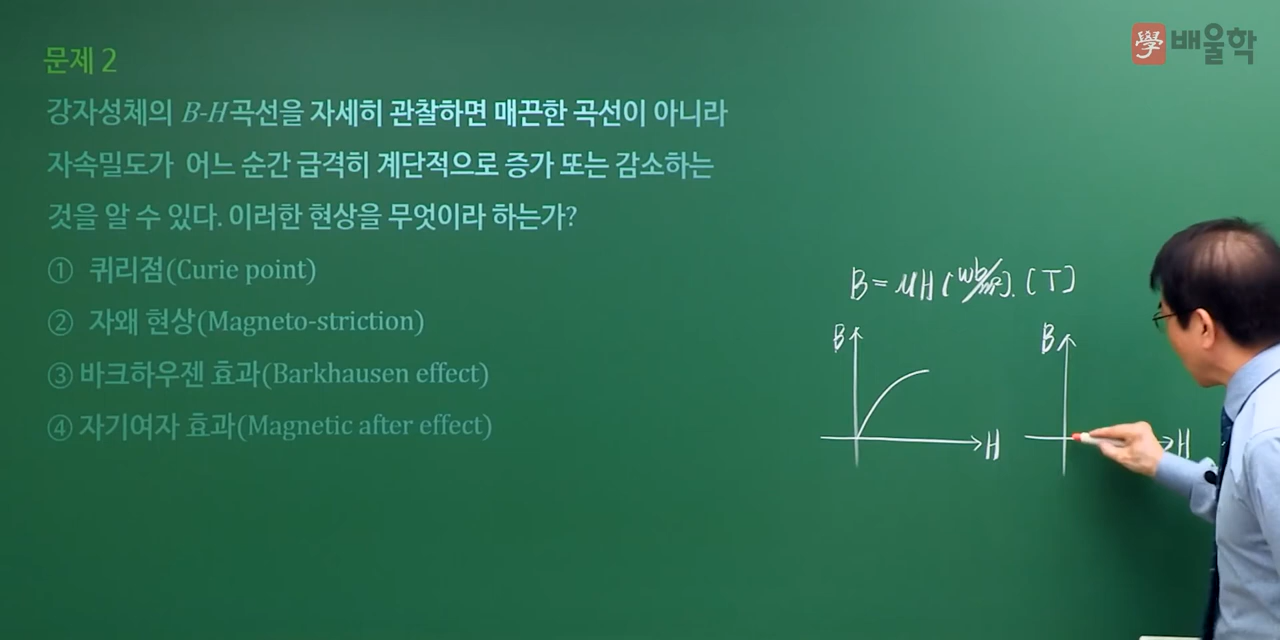 學 배울학
문제 2
강자성체의 B-H곡선을 자세히 관찰하면 매끈한 곡선이 아니라
자속밀도가 어느 순간 급격히 계단적으로 증가 또는 감소하는
것을 알 수 있다. 이러한 현상을 무엇이라 하는가?
① 퀴리점(Curie point)
② 자왜 현상(Magneto-striction)
③ 바크하우젠 효과(Barkhausen effect)
④ 자기여자 효과(Magnetic after effect)
B = μH [wb/m²]. [T]
B
H
B
H